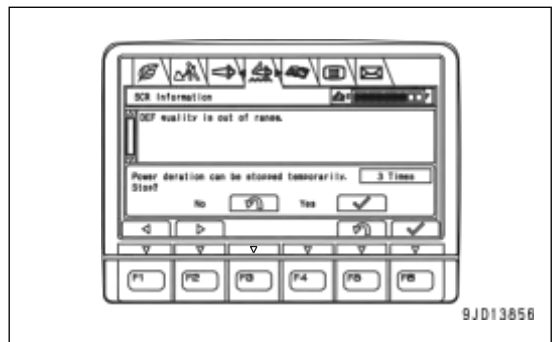 SCR Information
E F
DEF quality is out of range.
Power deration can be stopped temporarily. 3 Times
Stop?
No Yes
F1 F2 F3 F4 F5 F6
9JD13856